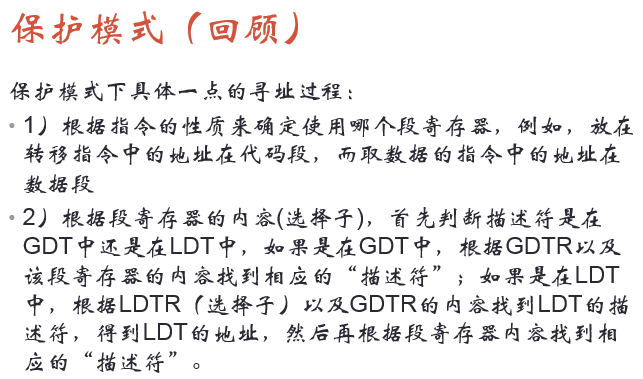 保护模式（回顾）
保护模式下具体一点的寻址过程：
• 1）根据指令的性质来确定使用哪个段寄存器，例如，放在
转移指令中的地址在代码段，而取数据的指令中的地址在
数据段
• 2）根据段寄存器的内容(选择子)，首先判断描述符是在
GDT中还是在LDT中，如果是在GDT中，根据GDTR以及
该段寄存器的内容找到相应的“描述符”；如果是在LDT
中，根据LDTR（选择子）以及GDTR的内容找到LDT的描
述符，得到LDT的地址，然后再根据段寄存器内容找到相
应的“描述符”。